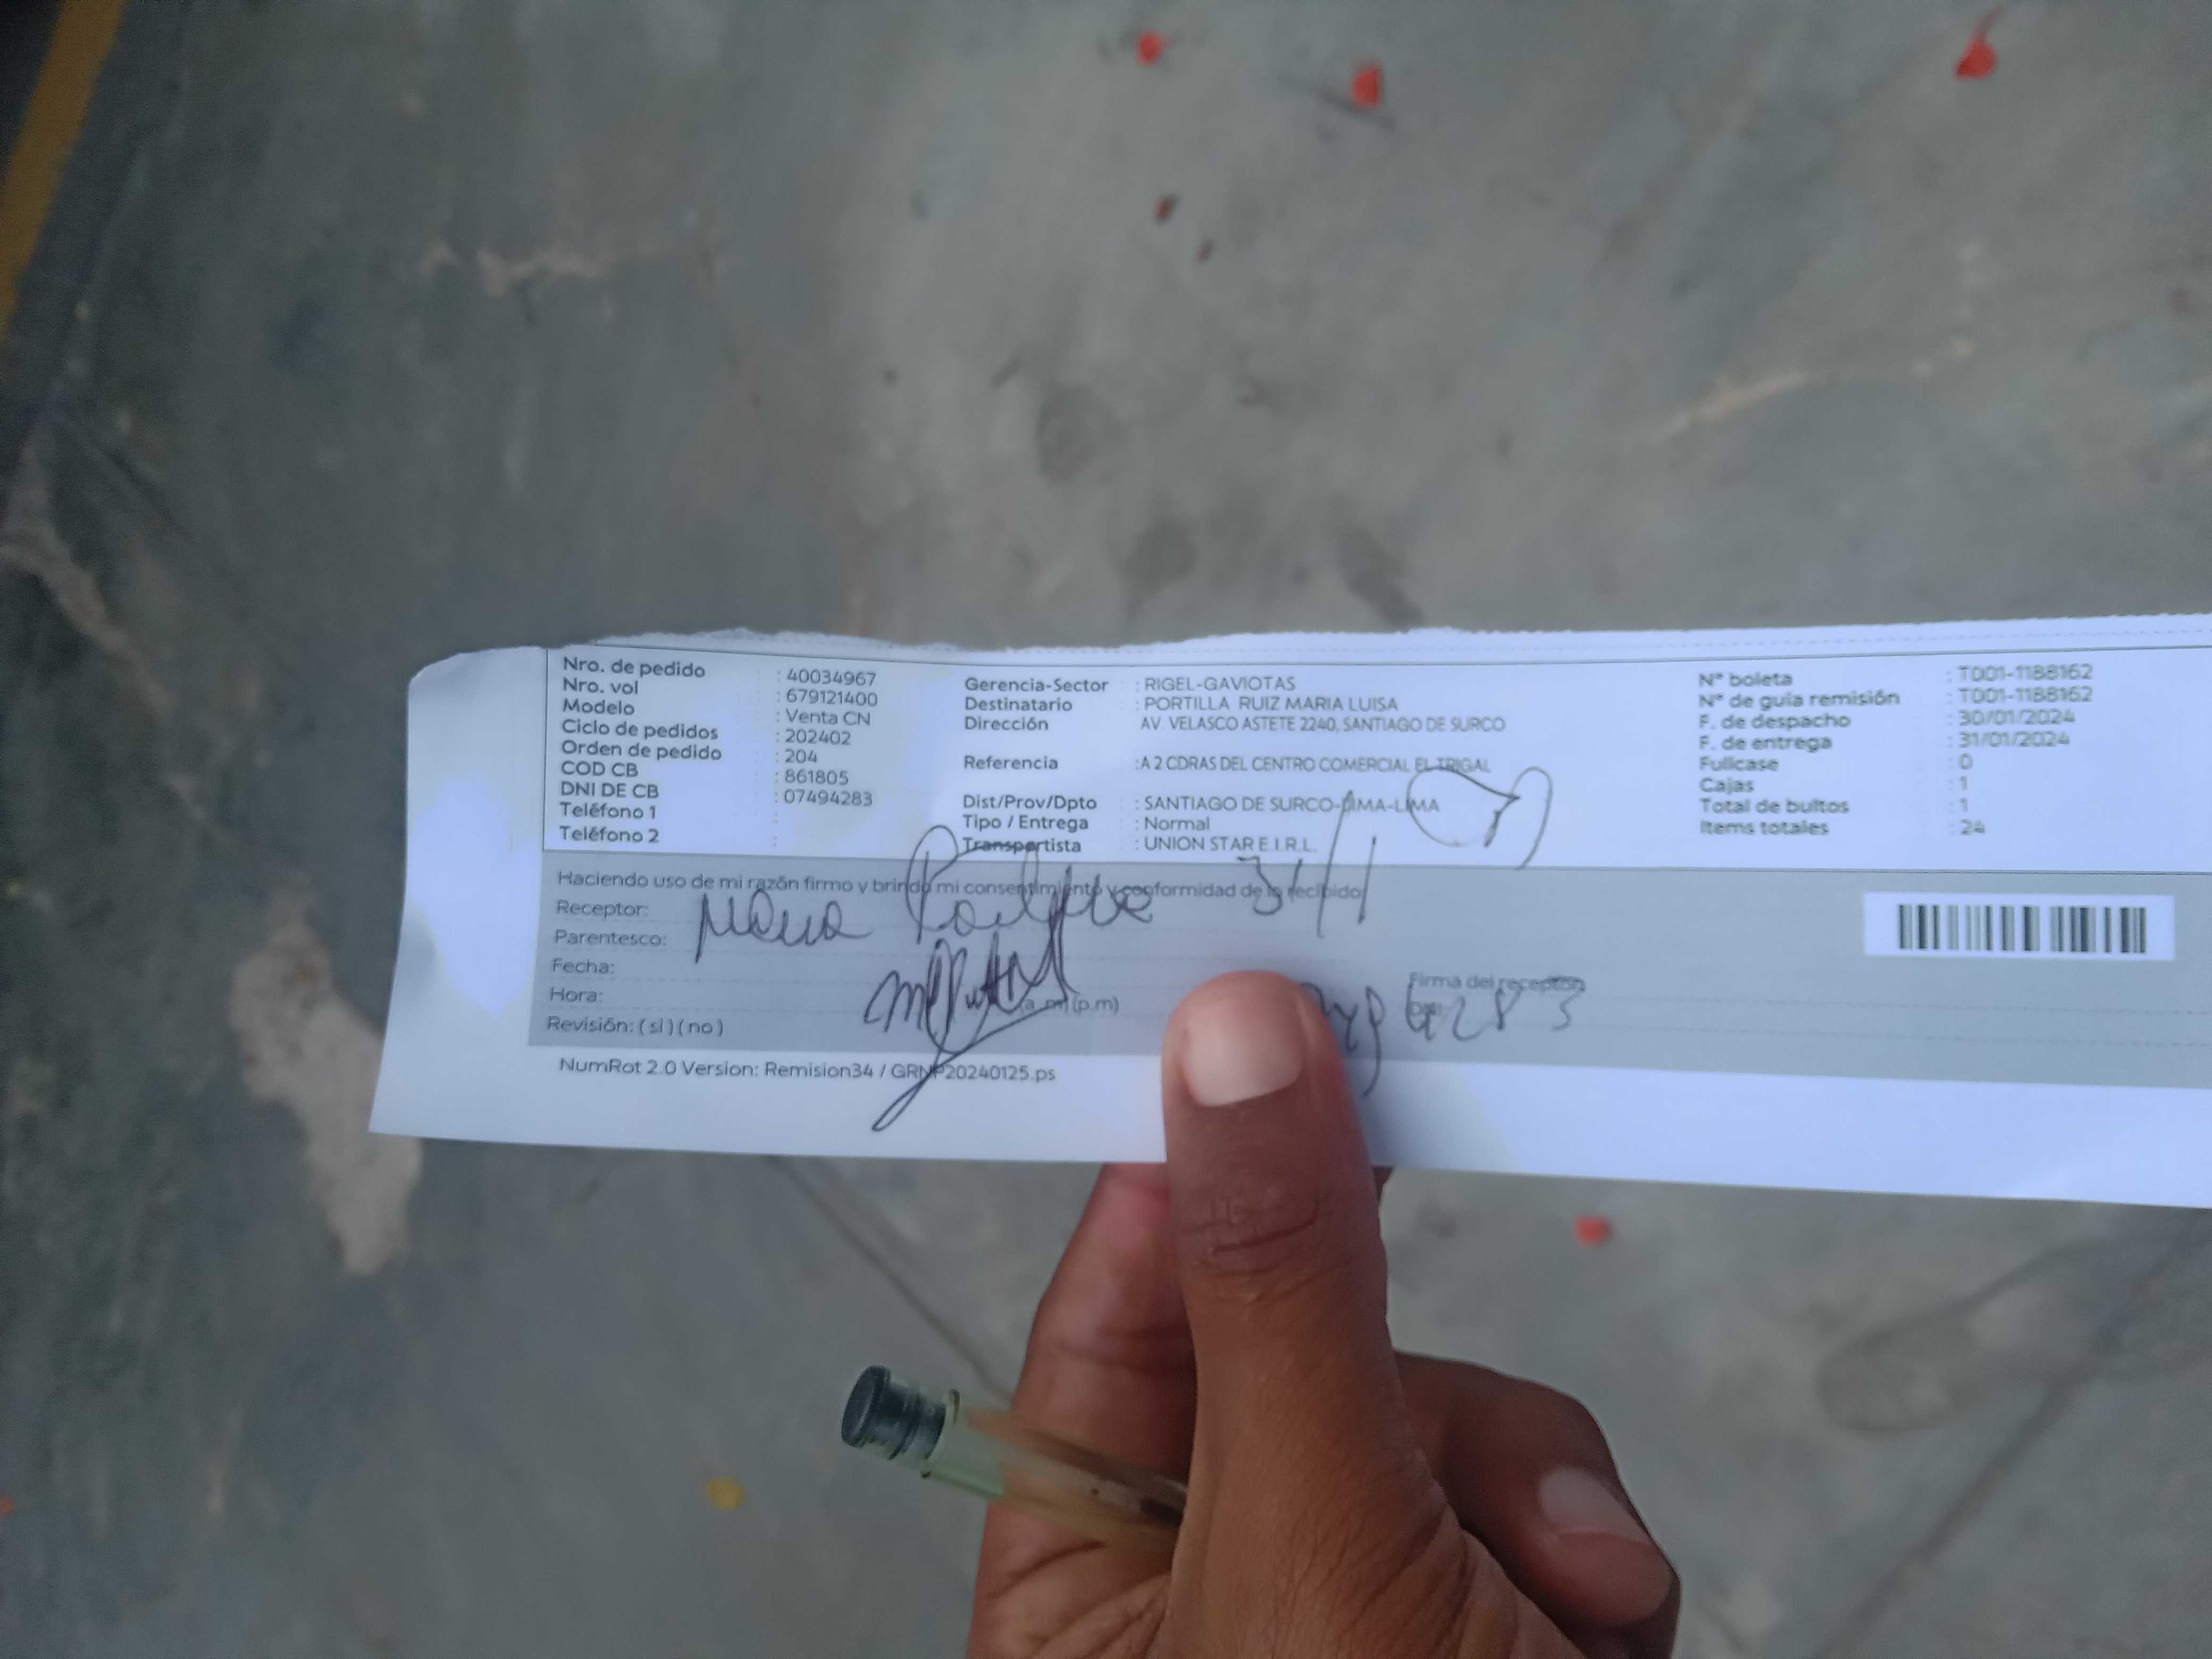 Nro. de pedido : 40034967
Nro. vol : 679121400
Modelo : Venta CN
Ciclo de pedidos : 202402
Orden de pedido : 204
COD CB : 861805
DNI DE CB : 07494283
Teléfono 1 :
Teléfono 2 :
Gerencia-Sector : RIGEL-GAVIOTAS
Destinatario : PORTILLA RUIZ MARIA LUISA
Dirección AV. VELASCO ASTETE 2240, SANTIAGO DE SURCO
Referencia : A 2 CDRAS DEL CENTRO COMERCIAL EL TRIGAL
Dist/Prov/Dpto : SANTIAGO DE SURCO-LIMA-LIMA
Tipo / Entrega : Normal
Transportista : UNION STAR E.I.R.L.
N° boleta : T001-1188162
N° de guía remisión : T001-1188162
F. de despacho : 30/01/2024
F. de entrega : 31/01/2024
Fullcase : 0
Cajas : 1
Total de bultos : 1
Items totales : 24
Haciendo uso de mi razón firmo y brindo mi consentimiento y conformidad de lo recibido
Receptor:
Parentesco:
Fecha:
Hora: (a.m) (p.m)
Revisión: ( si ) ( no )
Firma del receptor
NumRot 2.0 Version: Remision34 / GRNP20240125.ps